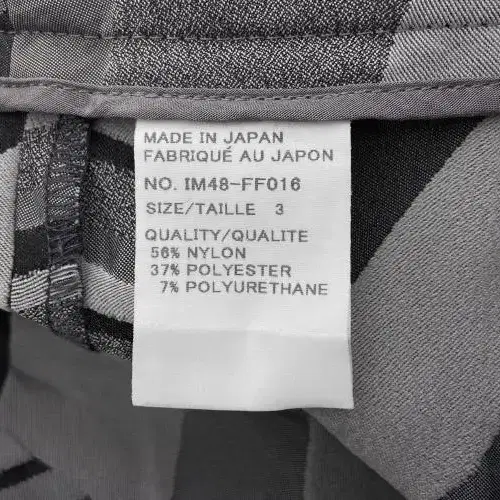 MADE IN JAPAN
FABRIQUÉ AU JAPON
NO. IM48-FF016
SIZE/TAILLE 3
QUALITY/QUALITE
56% NYLON
37% POLYESTER
7% POLYURETHANE